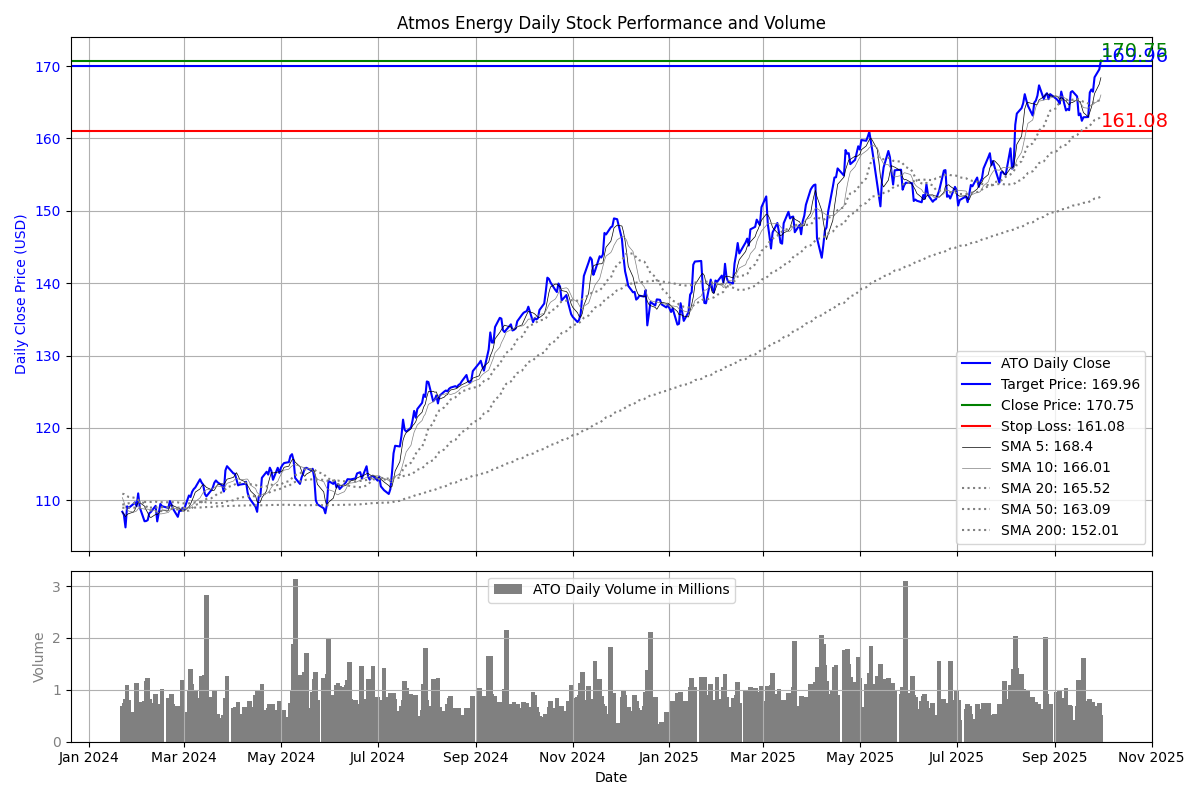 Atmos Energy Daily Stock Performance and Volume
170.75
169.96
161.08
Daily Close Price (USD)
170
160
150
140
130
120
110
ATO Daily Close
Target Price: 169.96
Close Price: 170.75
Stop Loss: 161.08
SMA 5: 168.4
SMA 10: 166.01
SMA 20: 165.52
SMA 50: 163.09
SMA 200: 152.01
ATO Daily Volume in Millions
Volume
3
2
1
0
Jan 2024 Mar 2024 May 2024 Jul 2024 Sep 2024 Nov 2024 Jan 2025 Mar 2025 May 2025 Jul 2025 Sep 2025 Nov 2025
Date